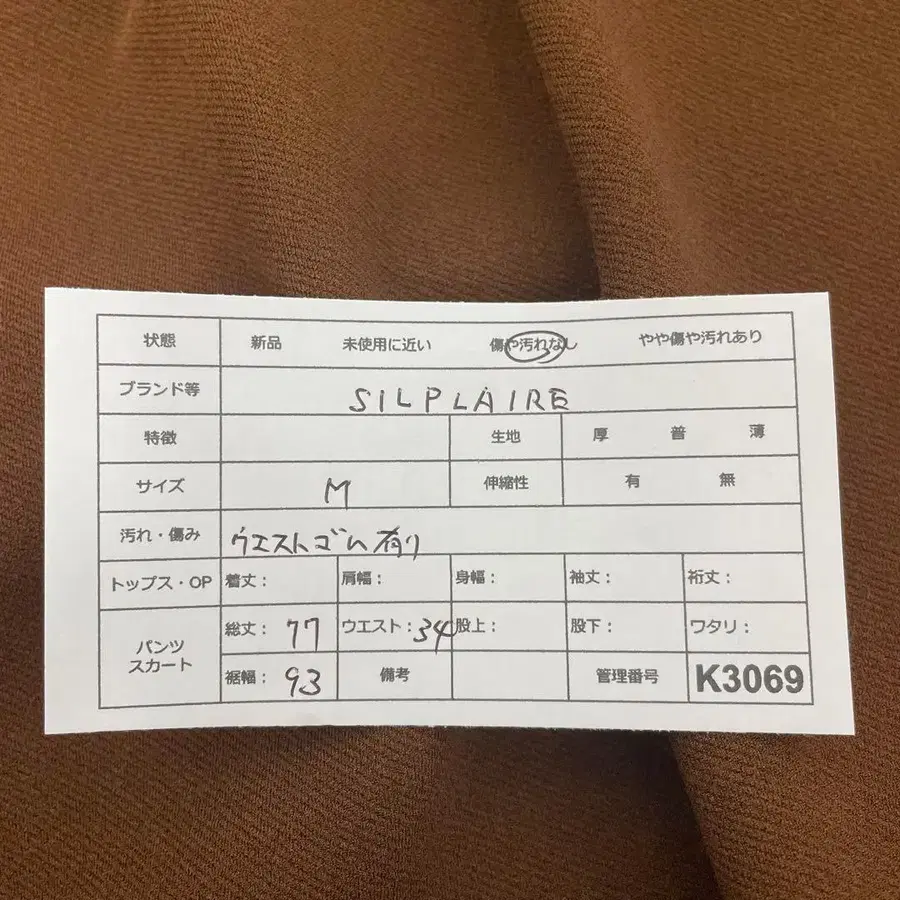 状態 新品 未使用に近い 傷や汚れなし やや傷や汚れあり
ブランド等 SILPLAIRE
特徴 生地 厚 普 薄
サイズ M 伸縮性 有 無
汚れ・傷み ウエストゴム有り
トップス・OP 着丈: 肩幅: 身幅: 袖丈: 裄丈:
パンツ スカート 総丈: 77 ウエスト: 34 股上: 股下: ワタリ:
裾幅: 93 備考 管理番号 K3069